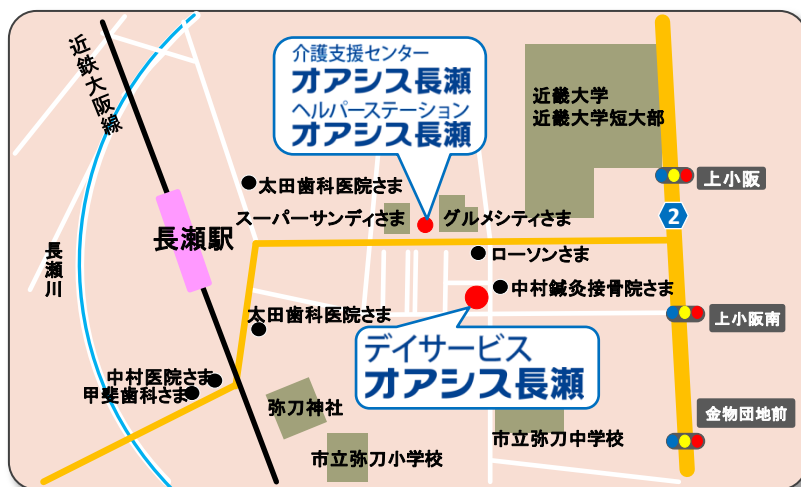 近鉄大阪線
介護支援センター
オアシス長瀬
ヘルパーステーション
オアシス長瀬
近畿大学
近畿大学短大部
上小阪
太田歯科医院さま
スーパーサンディさま
グルメシティさま
2
長瀬駅
長瀬川
ローソンさま
中村鍼灸接骨院さま
太田歯科医院さま
上小阪南
デイサービス
オアシス長瀬
中村医院さま
甲斐歯科さま
弥刀神社
金物団地前
市立弥刀中学校
市立弥刀小学校